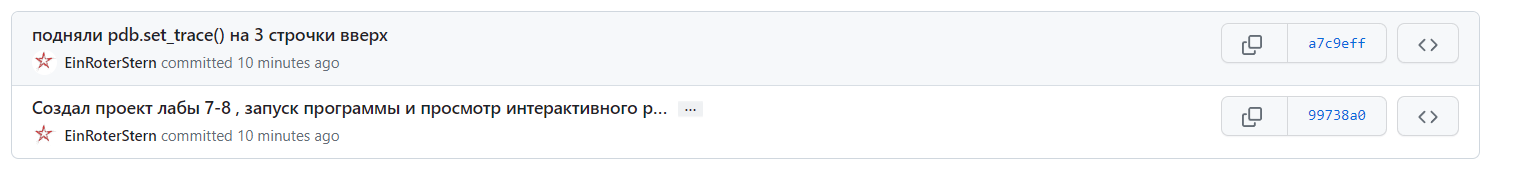 подняли pdb.set_trace() на 3 строчки вверх
a7c9eff
EinRoterStern committed 10 minutes ago
Создал проект лабы 7-8 , запуск программы и просмотр интерактивного р... ...
99738a0
EinRoterStern committed 10 minutes ago